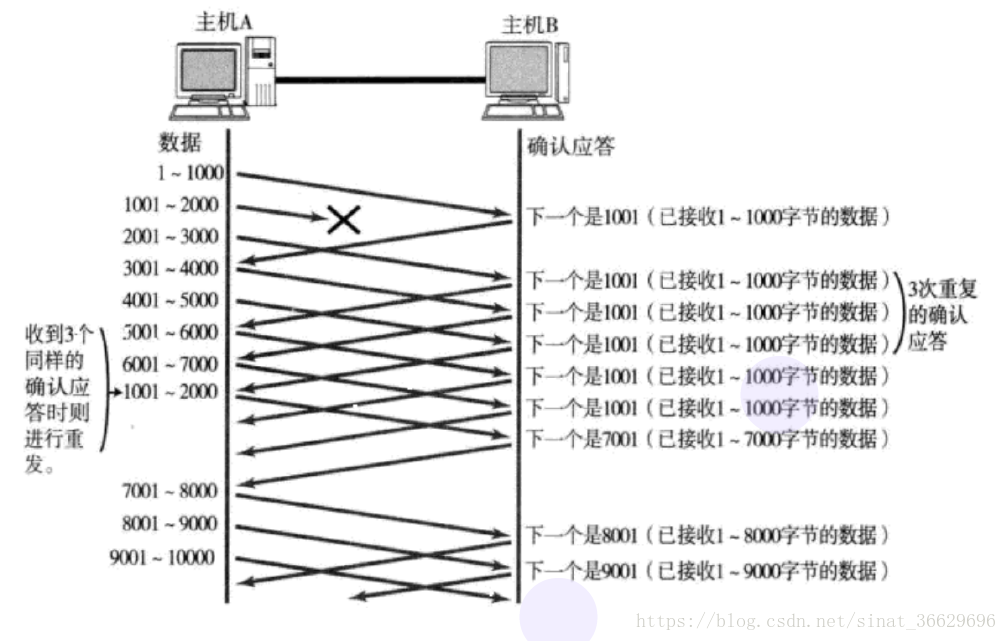 主机A
主机B
数据
确认应答
1～1000
1001～2000
2001～3000
3001～4000
4001～5000
5001～6000
6001～7000
1001～2000
7001～8000
8001～9000
9001～10000
收到3个
同样的
确认应
答时则
进行重
发。
下一个是1001（已接收1～1000字节的数据）
下一个是1001（已接收1～1000字节的数据）
下一个是1001（已接收1～1000字节的数据）
下一个是1001（已接收1～1000字节的数据）
下一个是1001（已接收1～1000字节的数据）
下一个是1001（已接收1～1000字节的数据）
下一个是7001（已接收1～7000字节的数据）
下一个是8001（已接收1～8000字节的数据）
下一个是9001（已接收1～9000字节的数据）
3次重复
的确认
应答
https://blog.csdn.net/sinat_36629696